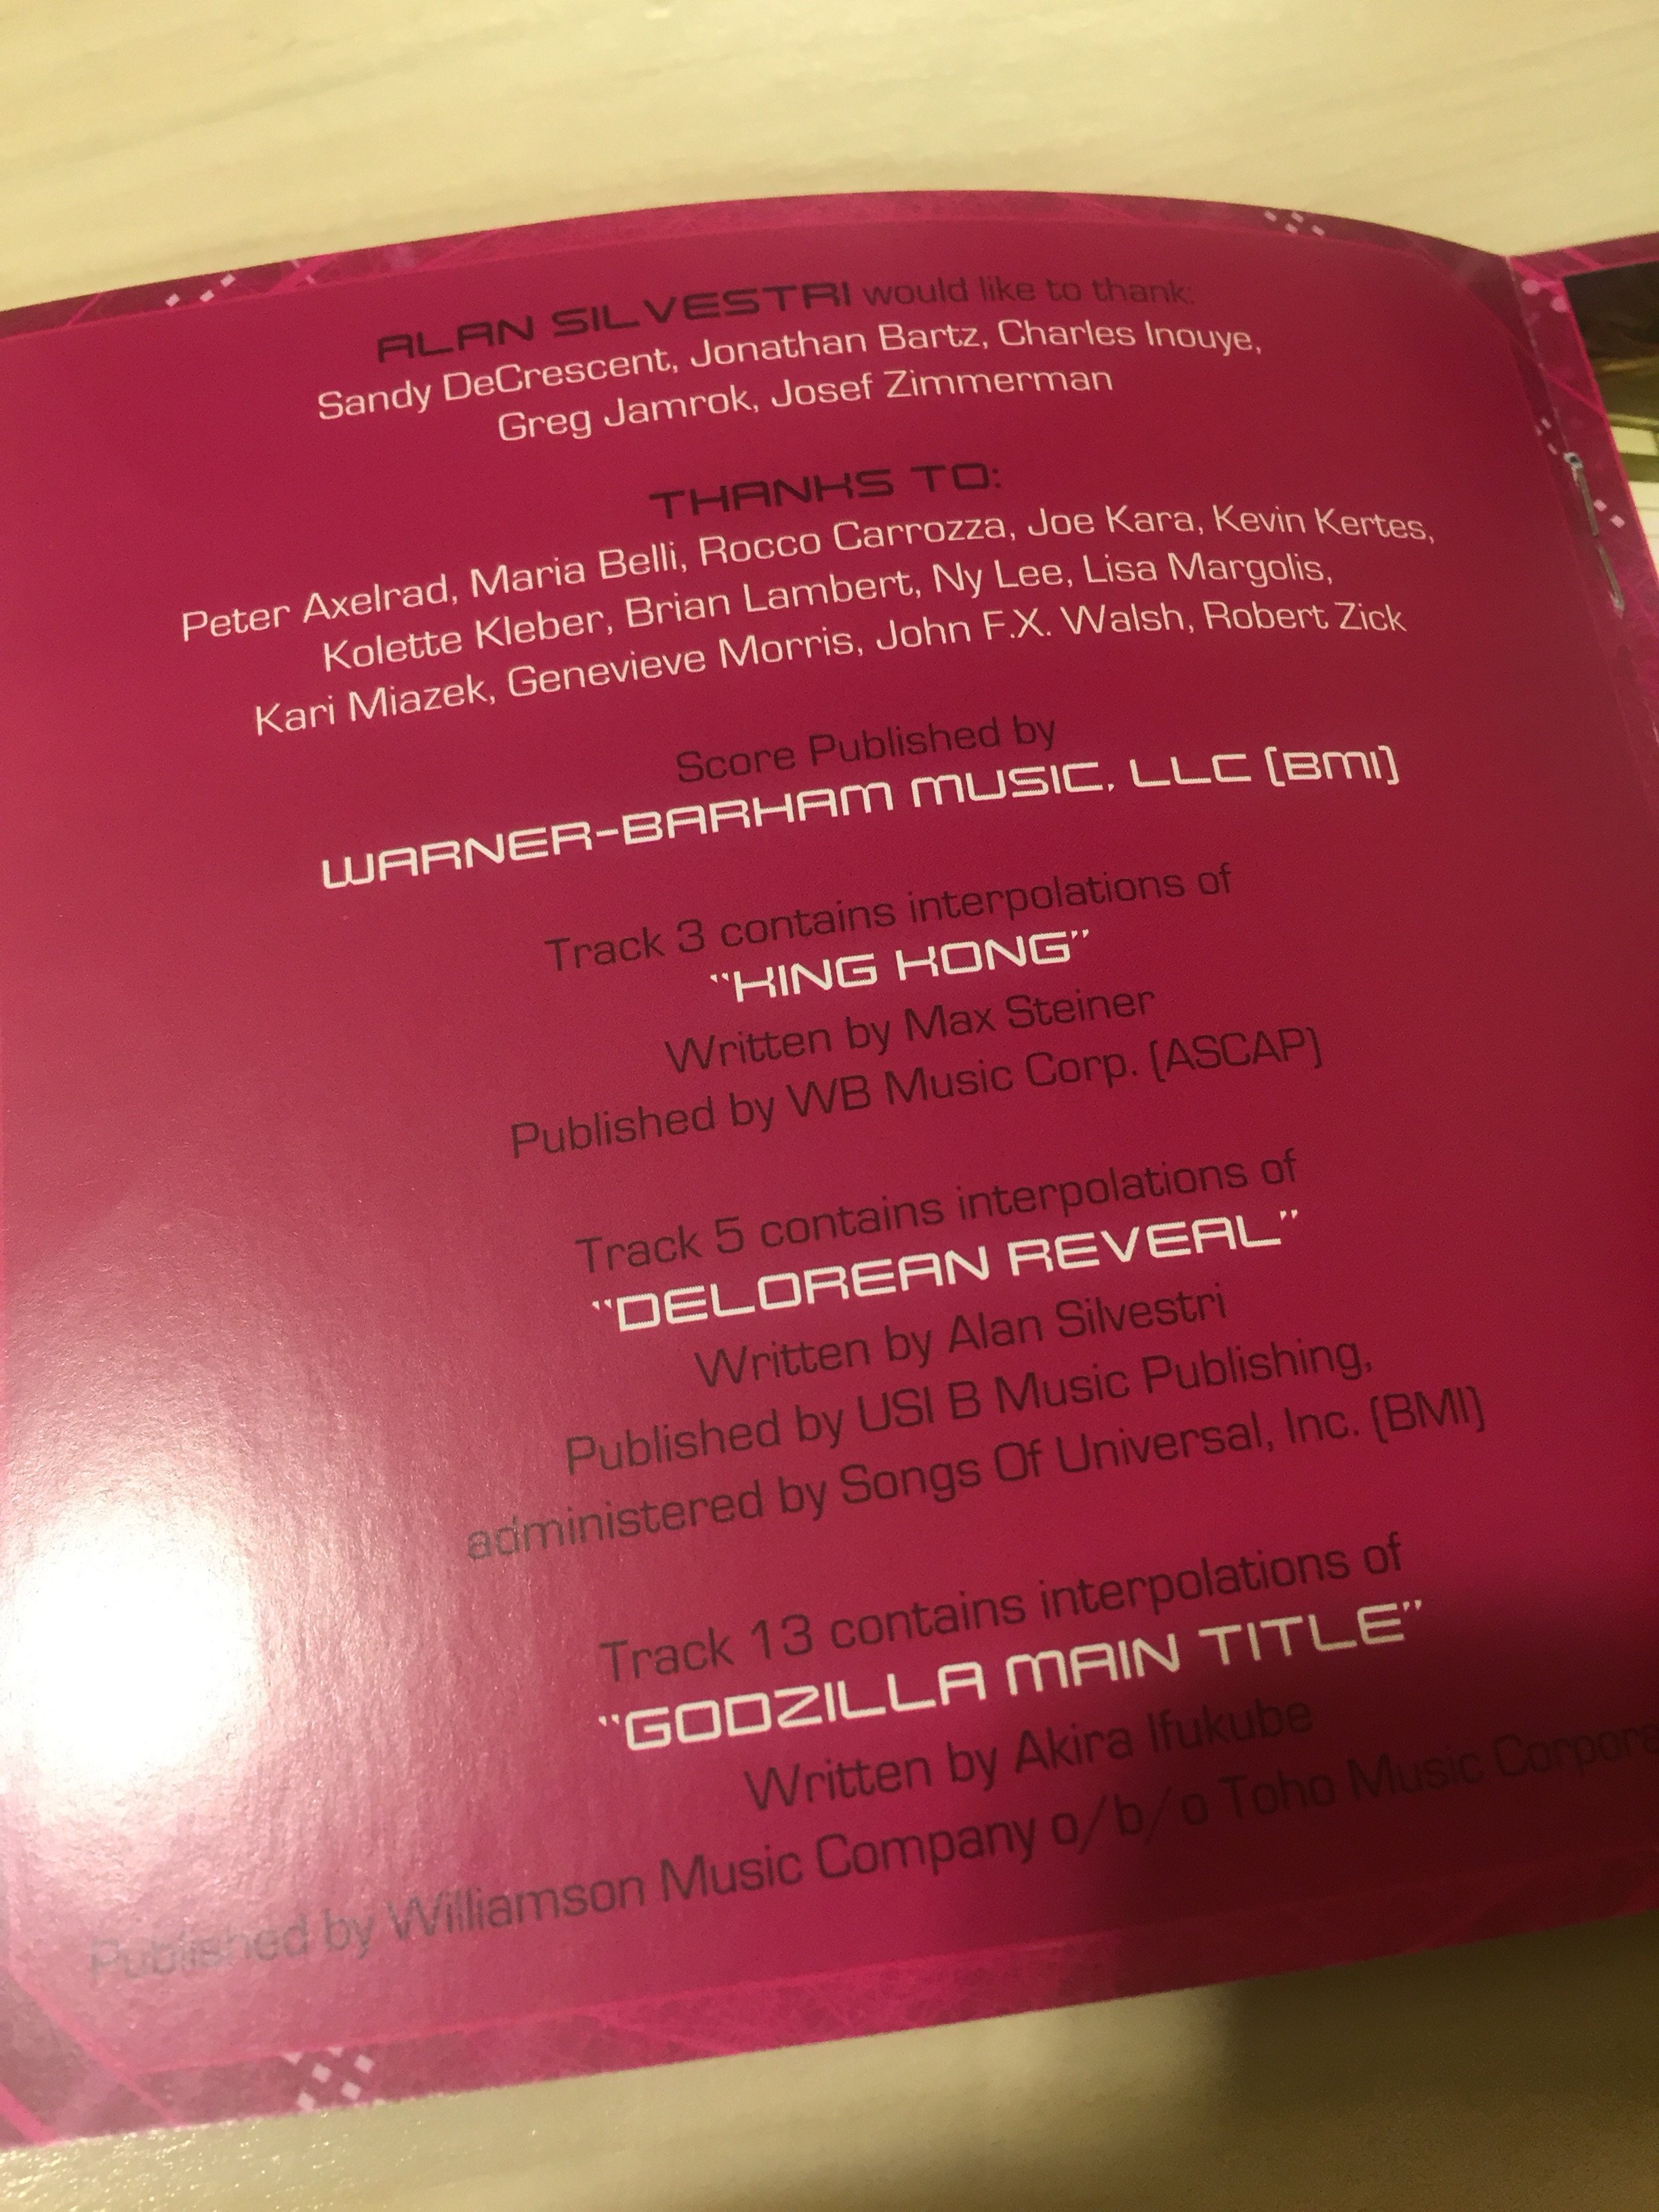 ALAN SILVESTRI would like to thank:
Sandy DeCrescent, Jonathan Bartz, Charles Inouye,
Greg Jamrok, Josef Zimmerman
THANKS TO:
Peter Axelrad, Maria Belli, Rocco Carrozza, Joe Kara, Kevin Kertes,
Kolette Kleber, Brian Lambert, Ny Lee, Lisa Margolis,
Kari Miazek, Genevieve Morris, John F.X. Walsh, Robert Zick
Score Published by
WARNER-BARHAM MUSIC, LLC (BMI)
Track 3 contains interpolations of
"KING KONG"
Written by Max Steiner
Published by WB Music Corp. (ASCAP)
Track 5 contains interpolations of
"DELOREAN REVEAL"
Written by Alan Silvestri
Published by USI B Music Publishing,
administered by Songs Of Universal, Inc. (BMI)
Track 13 contains interpolations of
"GODZILLA MAIN TITLE"
Written by Akira Ifukube
Published by Williamson Music Company o/b/o Toho Music